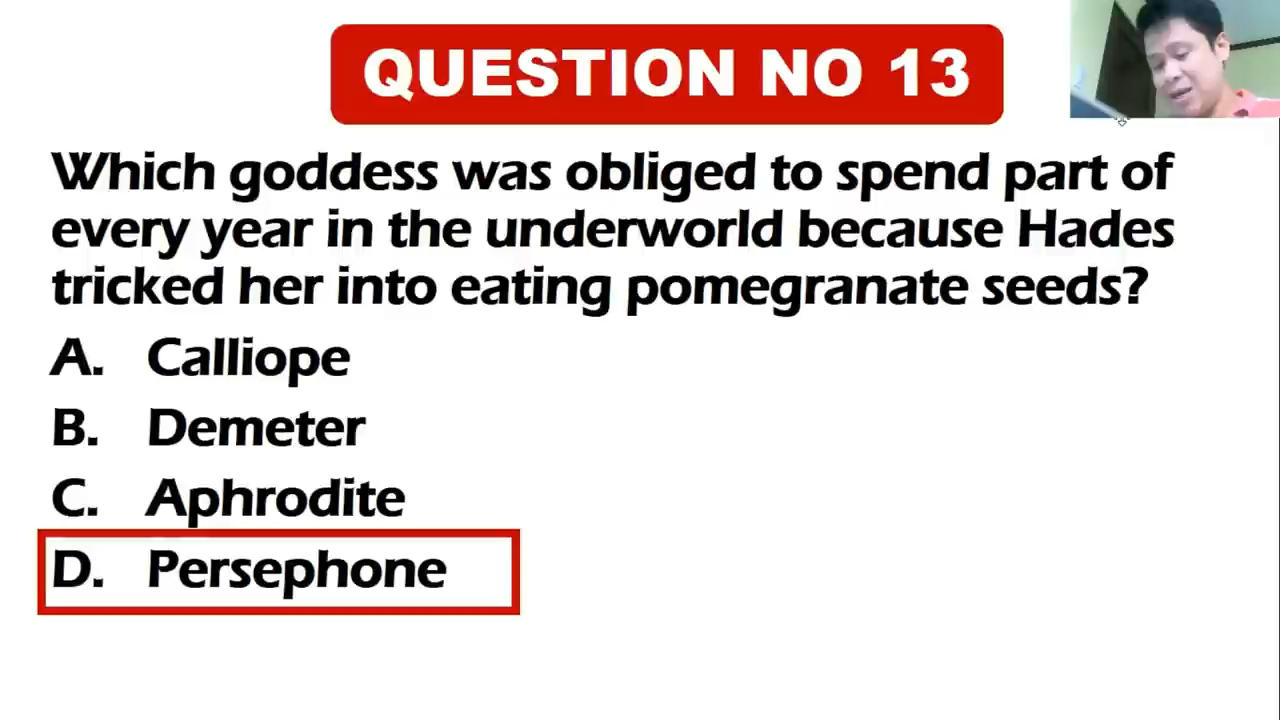 QUESTION NO 13
Which goddess was obliged to spend part of
every year in the underworld because Hades
tricked her into eating pomegranate seeds?
A. Calliope
B. Demeter
C. Aphrodite
D. Persephone